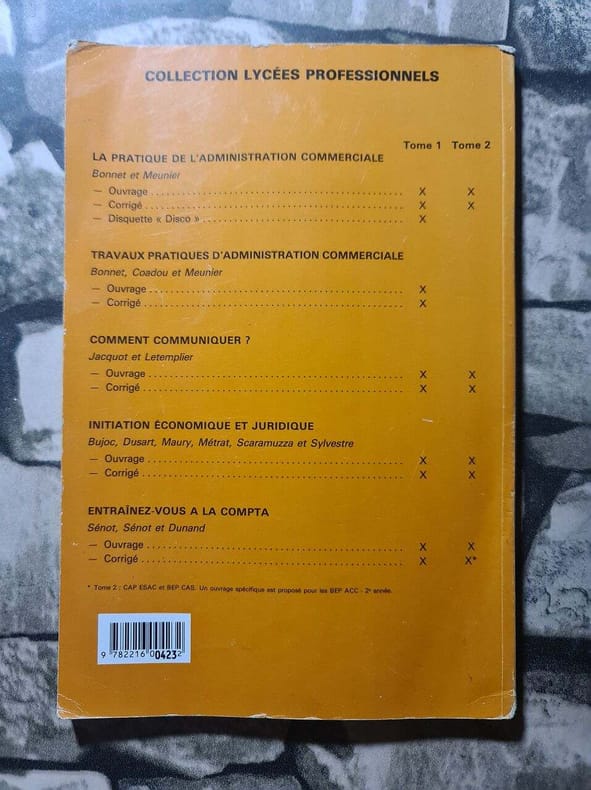 COLLECTION LYCÉES PROFESSIONNELS
Tome 1 Tome 2
LA PRATIQUE DE L'ADMINISTRATION COMMERCIALE
Bonnet et Meunier
— Ouvrage ........ X X
— Corrigé ........ X X
— Disquette « Disco » ........ X
TRAVAUX PRATIQUES D'ADMINISTRATION COMMERCIALE
Bonnet, Coadou et Meunier
— Ouvrage ........ X
— Corrigé ........ X
COMMENT COMMUNIQUER ?
Jacquot et Letemplier
— Ouvrage ........ X X
— Corrigé ........ X X
INITIATION ÉCONOMIQUE ET JURIDIQUE
Bujoc, Dusart, Maury, Métrat, Scaramuzza et Sylvestre
— Ouvrage ........ X X
— Corrigé ........ X X
ENTRAÎNEZ-VOUS A LA COMPTA
Sénot, Sénot et Dunand
— Ouvrage ........ X X
— Corrigé ........ X X*
* Tome 2 : CAP ESAC et BEP CAS. Un ouvrage spécifique est proposé pour les BEP ACC - 2e année.
9 782216 004232